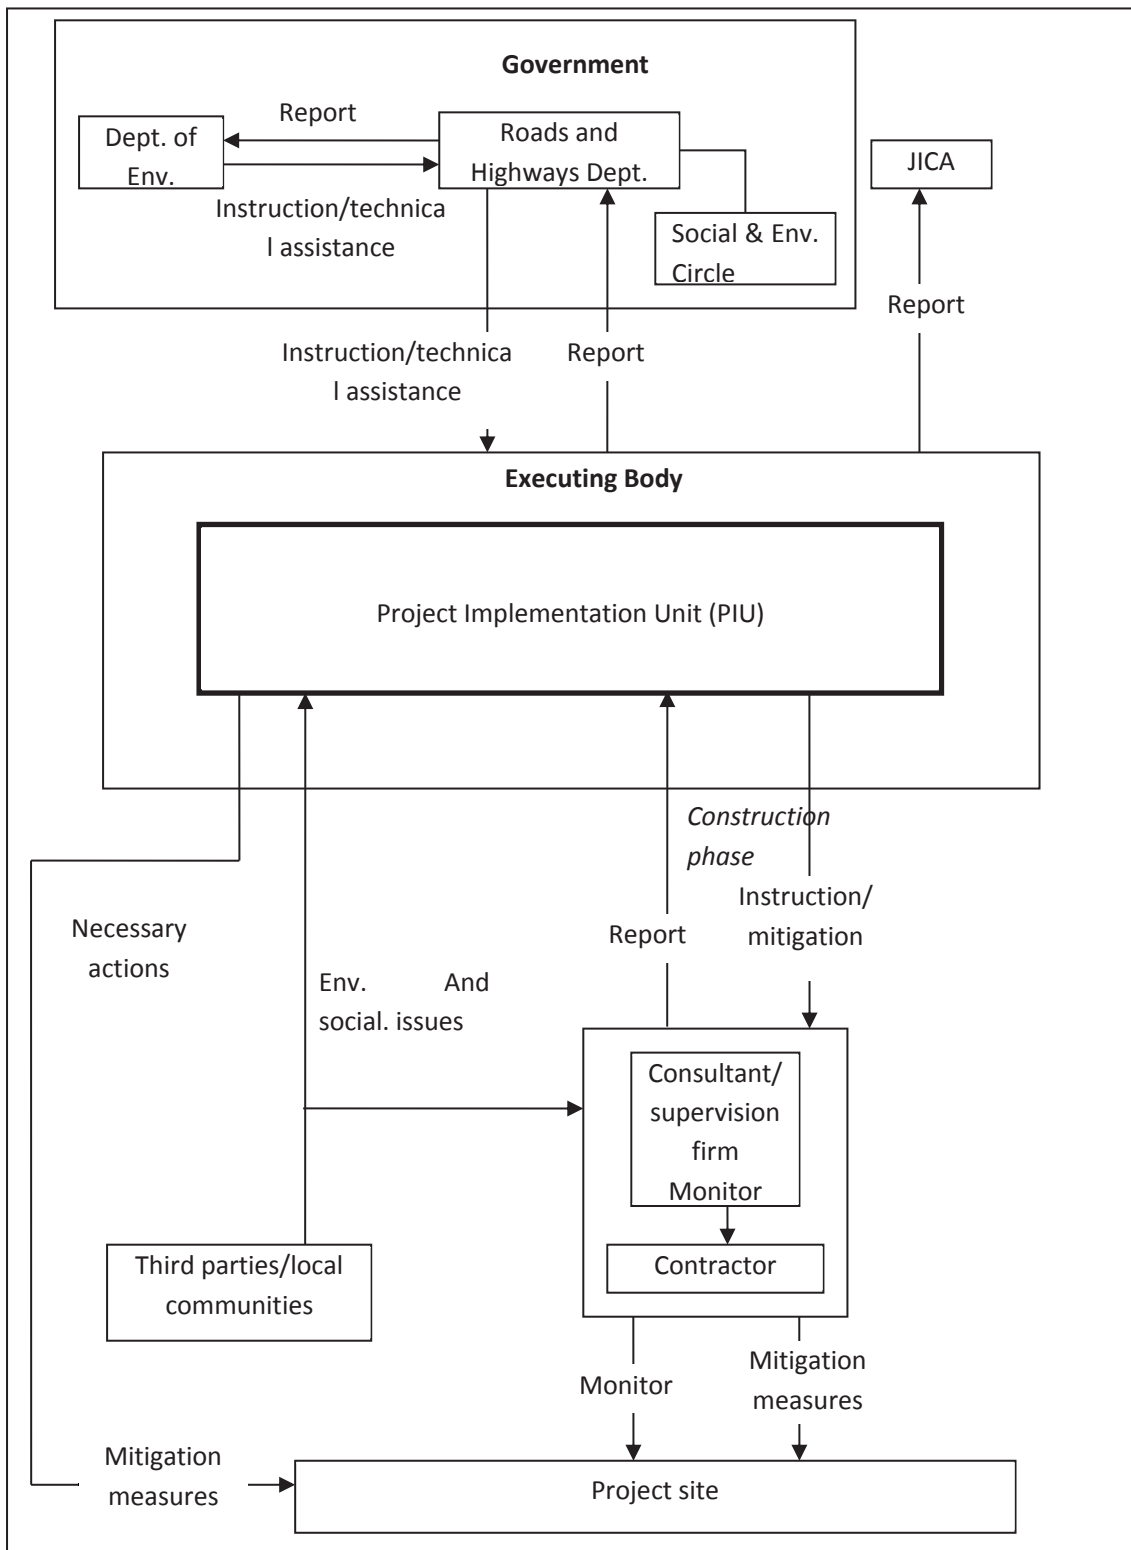 Government
Report
Dept. of
Env.
Roads and
Highways Dept.
JICA
Instruction/technica
l assistance
Social & Env.
Circle
Report
Instruction/technica
l assistance
Report
Executing Body
Project Implementation Unit (PIU)
Construction
phase
Necessary
actions
Report
Instruction/
mitigation
Env. And
social. issues
Consultant/
supervision
firm
Monitor
Third parties/local
communities
Contractor
Monitor
Mitigation
measures
Mitigation
measures
Project site